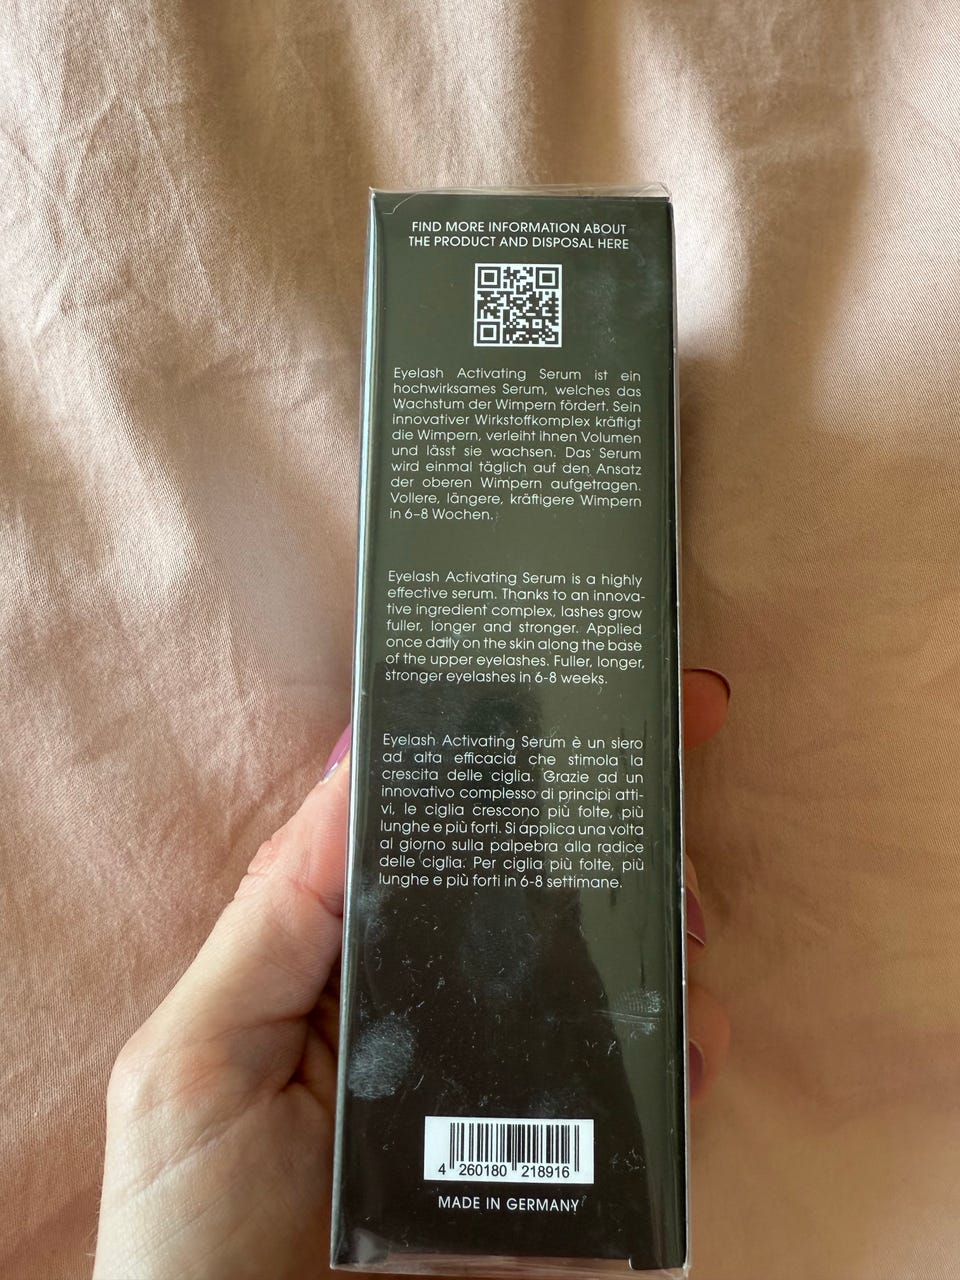 FIND MORE INFORMATION ABOUT
THE PRODUCT AND DISPOSAL HERE
Eyelash Activating Serum ist ein
hochwirksames Serum, welches das
Wachstum der Wimpern fördert. Sein
innovativer Wirkstoffkomplex kräftigt
die Wimpern, verleiht ihnen Volumen
und lässt sie wachsen. Das Serum
wird einmal täglich auf den Ansatz
der oberen Wimpern aufgetragen.
Vollere, längere, kräftigere Wimpern
in 6–8 Wochen.
Eyelash Activating Serum is a highly
effective serum. Thanks to an innova-
tive ingredient complex, lashes grow
fuller, longer and stronger. Applied
once daily on the skin along the base
of the upper eyelashes. Fuller, longer,
stronger eyelashes in 6-8 weeks.
Eyelash Activating Serum è un siero
ad alta efficacia che stimola la
crescita delle ciglia. Grazie ad un
innovativo complesso di principi atti-
vi, le ciglia crescono più folte, più
lunghe e più forti. Si applica una volta
al giorno sulla palpebra alla radice
delle ciglia. Per ciglia più folte, più
lunghe e più forti in 6-8 settimane.
4 260180 218916
MADE IN GERMANY